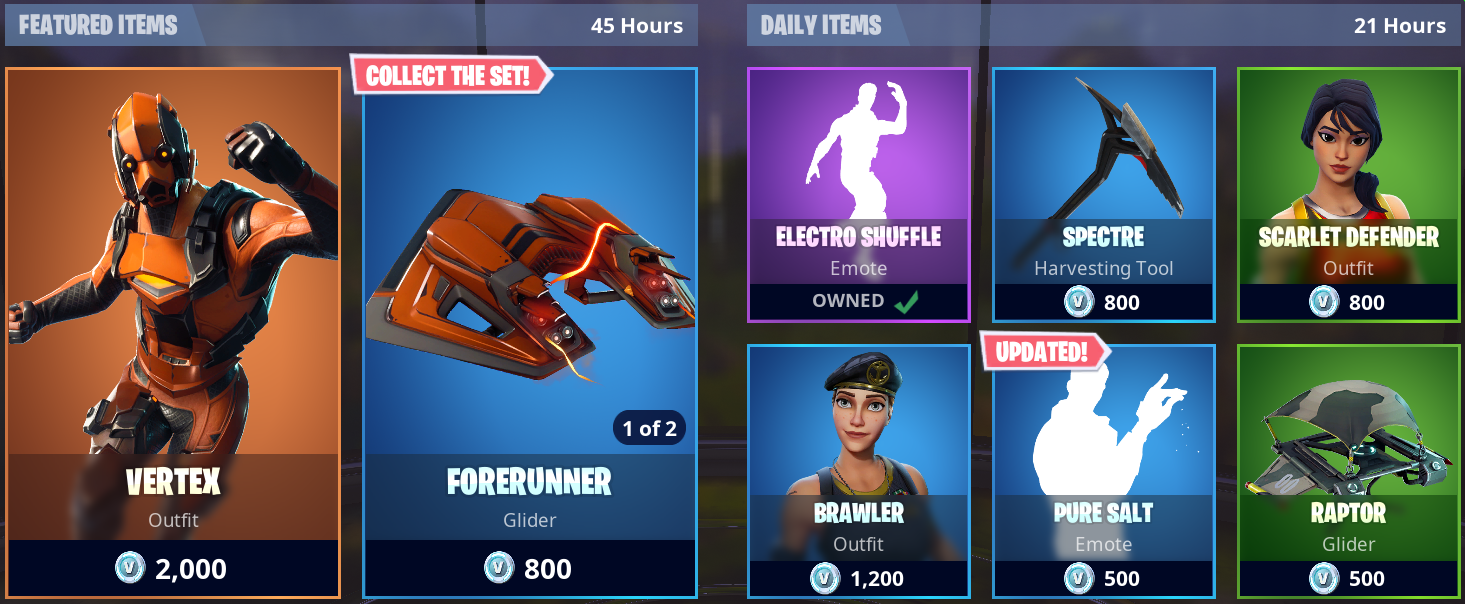 FEATURED ITEMS
45 Hours
COLLECT THE SET!
VERTEX
Outfit
V 2,000
1 of 2
FORERUNNER
Glider
V 800
DAILY ITEMS
21 Hours
ELECTRO SHUFFLE
Emote
OWNED
SPECTRE
Harvesting Tool
V 800
SCARLET DEFENDER
Outfit
V 800
BRAWLER
Outfit
V 1,200
UPDATED!
PURE SALT
Emote
V 500
RAPTOR
Glider
V 500